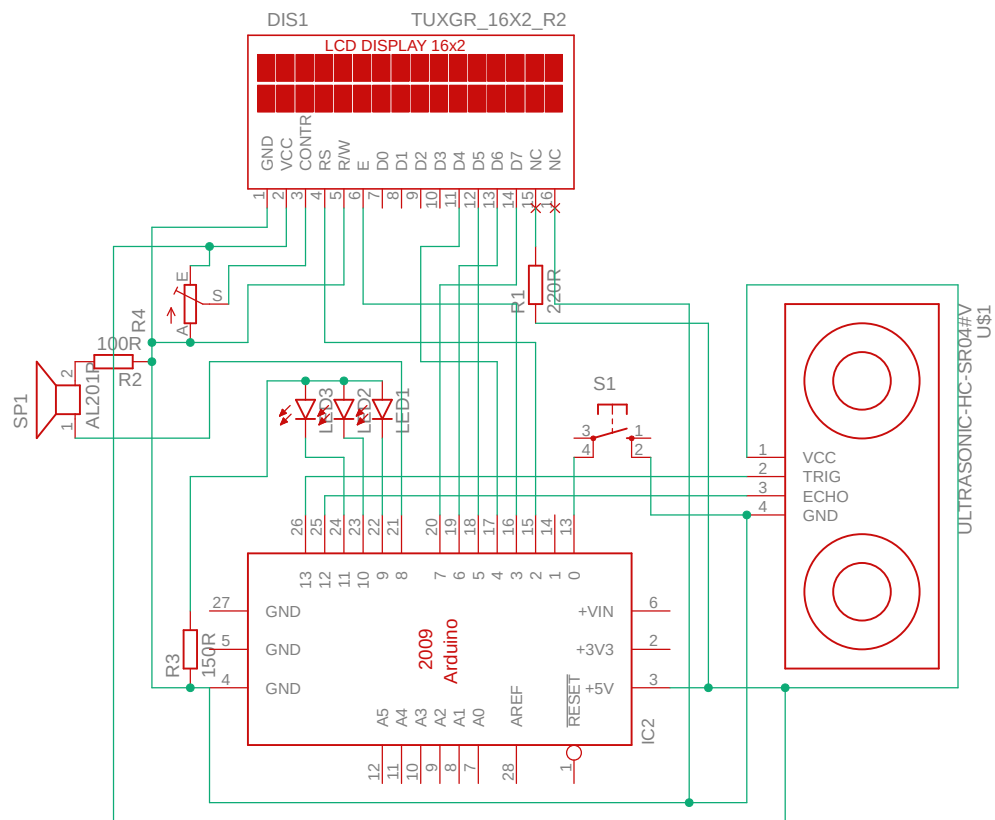 DIS1 TUXGR_16X2_R2
LCD DISPLAY 16x2
GND VCC CONTR RS R/W E D0 D1 D2 D3 D4 D5 D6 D7 NC NC
1 2 3 4 5 6 7 8 9 10 11 12 13 14 15 16
E
S
A
R4
R1
220R
100R
R2
SP1
2
1
LED3
LED2
LED1
S1
3 1
4 2
U$1
ULTRASONIC-HC-SR04#V
1 VCC
2 TRIG
3 ECHO
4 GND
26 25 24 23 22 21 20 19 18 17 16 15 14 13
13 12 11 10 9 8 7 6 5 4 3 2 1 0
27 GND
5 GND
4 GND
R3
150R
2009
Arduino
+VIN 6
+3V3 2
+5V 3
A5 A4 A3 A2 A1 A0 AREF RESET
IC2
12 11 10 9 8 7 28 1